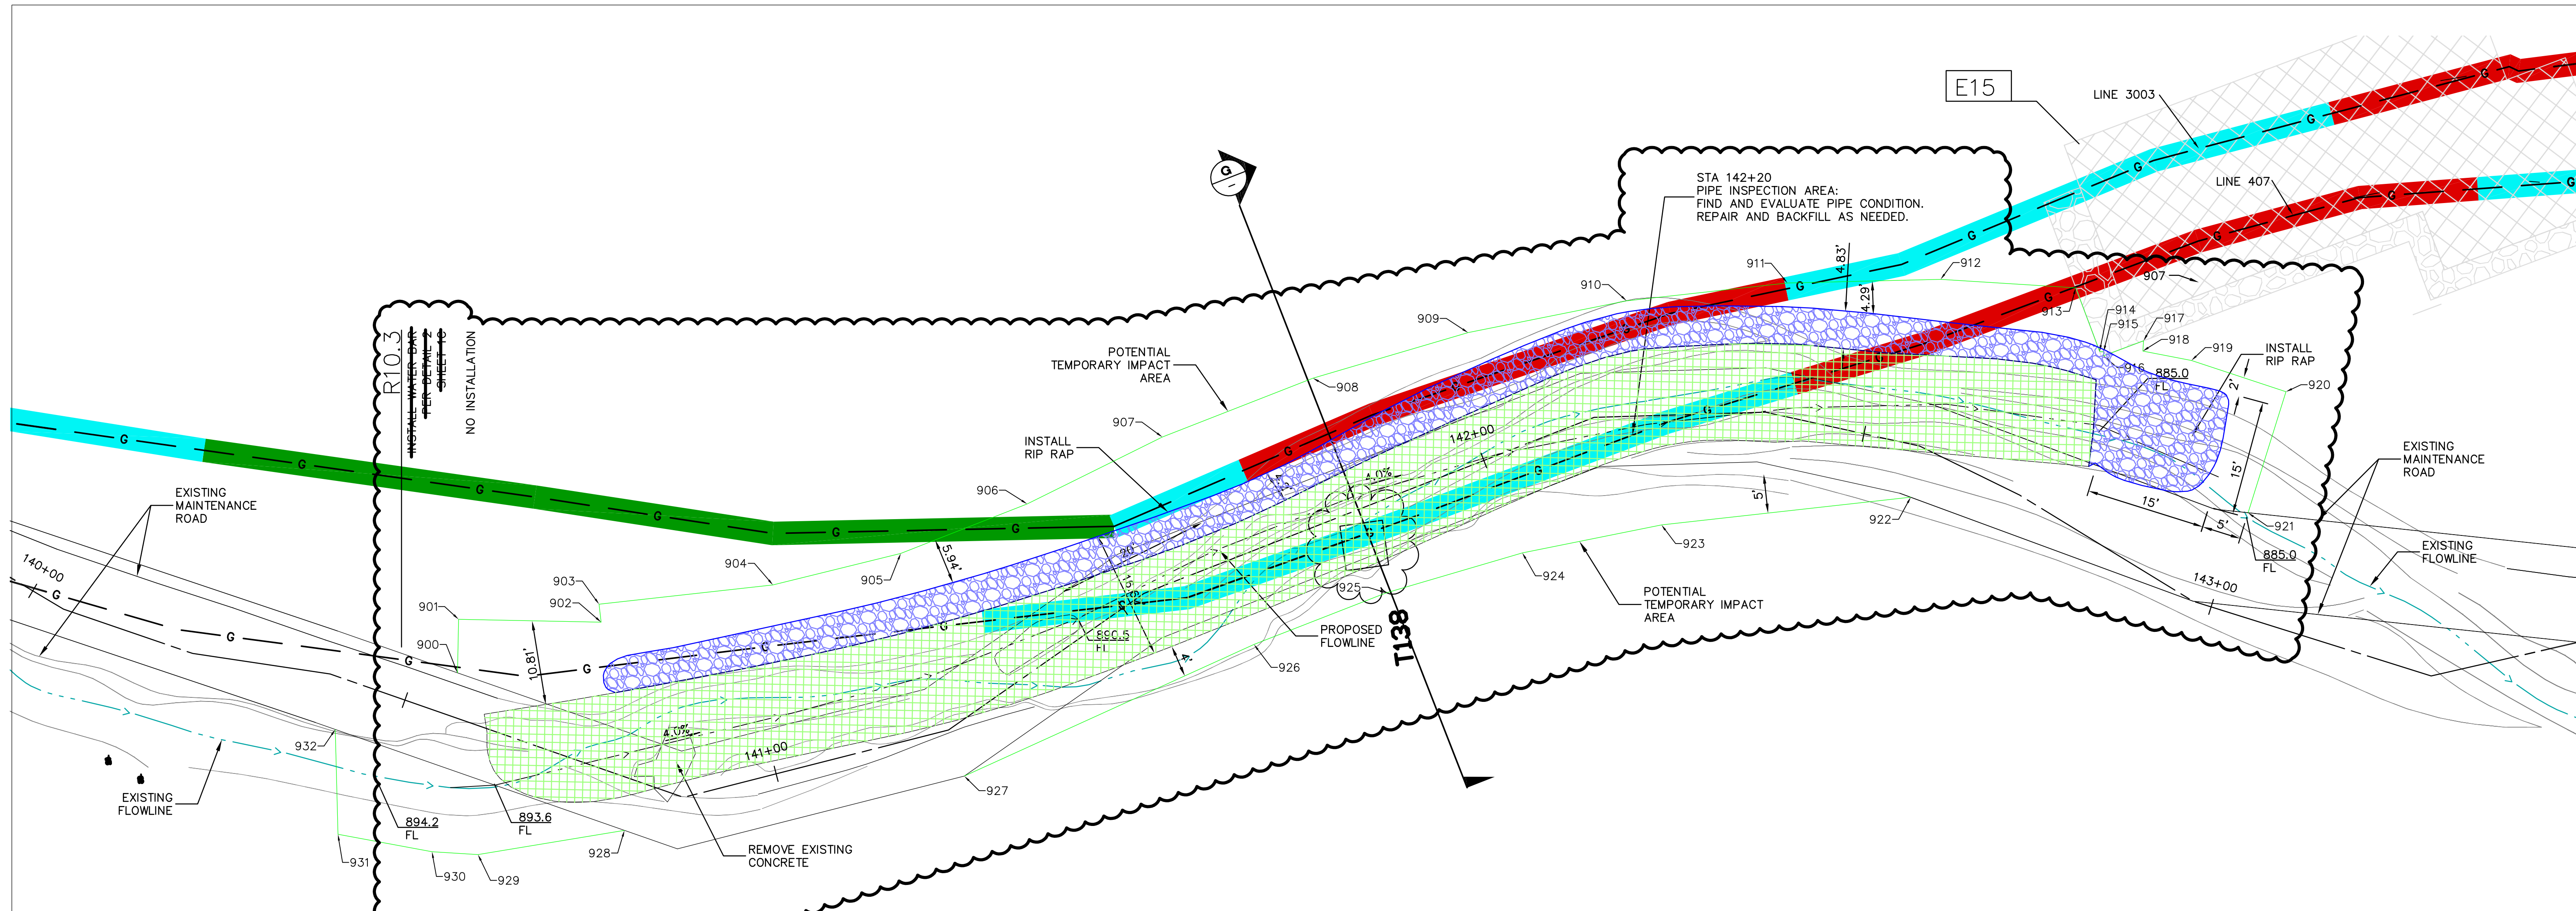 E15
LINE 3003
LINE 407
G
–
STA 142+20
PIPE INSPECTION AREA:
FIND AND EVALUATE PIPE CONDITION.
REPAIR AND BACKFILL AS NEEDED.
4.83'
4.29'
911
912
910
909
907
913
914
915
916
917
918
919
920
885.0
FL
INSTALL
RIP RAP
2'
15'
15'
5'
921
885.0
FL
EXISTING
MAINTENANCE
ROAD
EXISTING
FLOWLINE
143+00
R10.3
INSTALL WATER BAR
PER DETAIL 2
SHEET 10
NO INSTALLATION
POTENTIAL
TEMPORARY IMPACT
AREA
908
907
906
INSTALL
RIP RAP
142+00
4.0%
4.2'
20
5.94'
905
904
903
902
901
900
10.81'
EXISTING
MAINTENANCE
ROAD
140+00
890.5
FL
4'
5'
922
923
924
925
926
927
PROPOSED
FLOWLINE
T138
POTENTIAL
TEMPORARY IMPACT
AREA
4.0%
141+00
932
EXISTING
FLOWLINE
894.2
FL
893.6
FL
928
929
930
931
REMOVE EXISTING
CONCRETE
G G G G G G G G G
G G G G G G G G
G G G G G G G G G